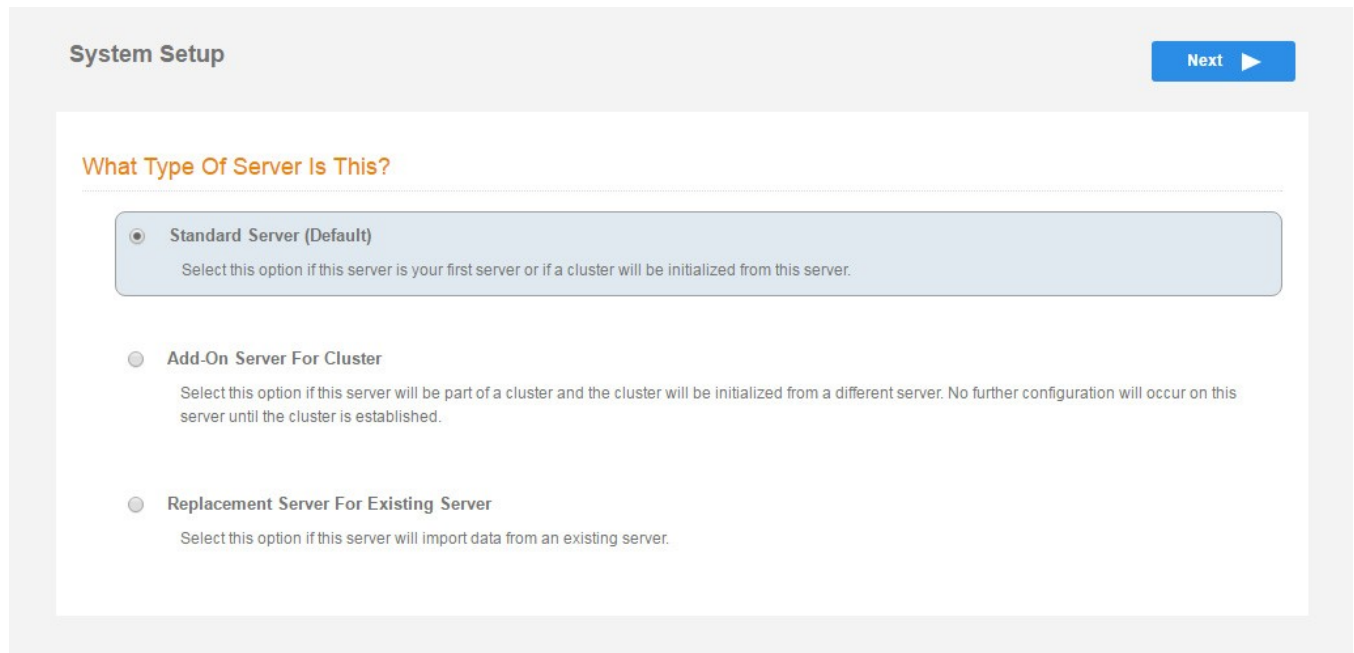 System Setup
Next
What Type Of Server Is This?
Standard Server (Default)
Select this option if this server is your first server or if a cluster will be initialized from this server.
Add-On Server For Cluster
Select this option if this server will be part of a cluster and the cluster will be initialized from a different server. No further configuration will occur on this
server until the cluster is established.
Replacement Server For Existing Server
Select this option if this server will import data from an existing server.